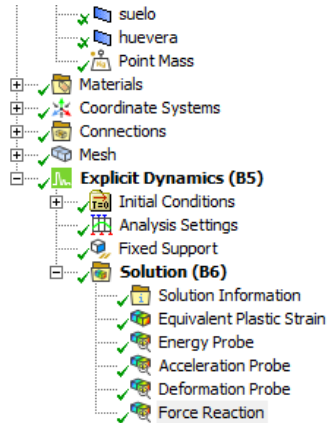 suelo
huevera
Point Mass
Materials
Coordinate Systems
Connections
Mesh
Explicit Dynamics (B5)
Initial Conditions
Analysis Settings
Fixed Support
Solution (B6)
Solution Information
Equivalent Plastic Strain
Energy Probe
Acceleration Probe
Deformation Probe
Force Reaction